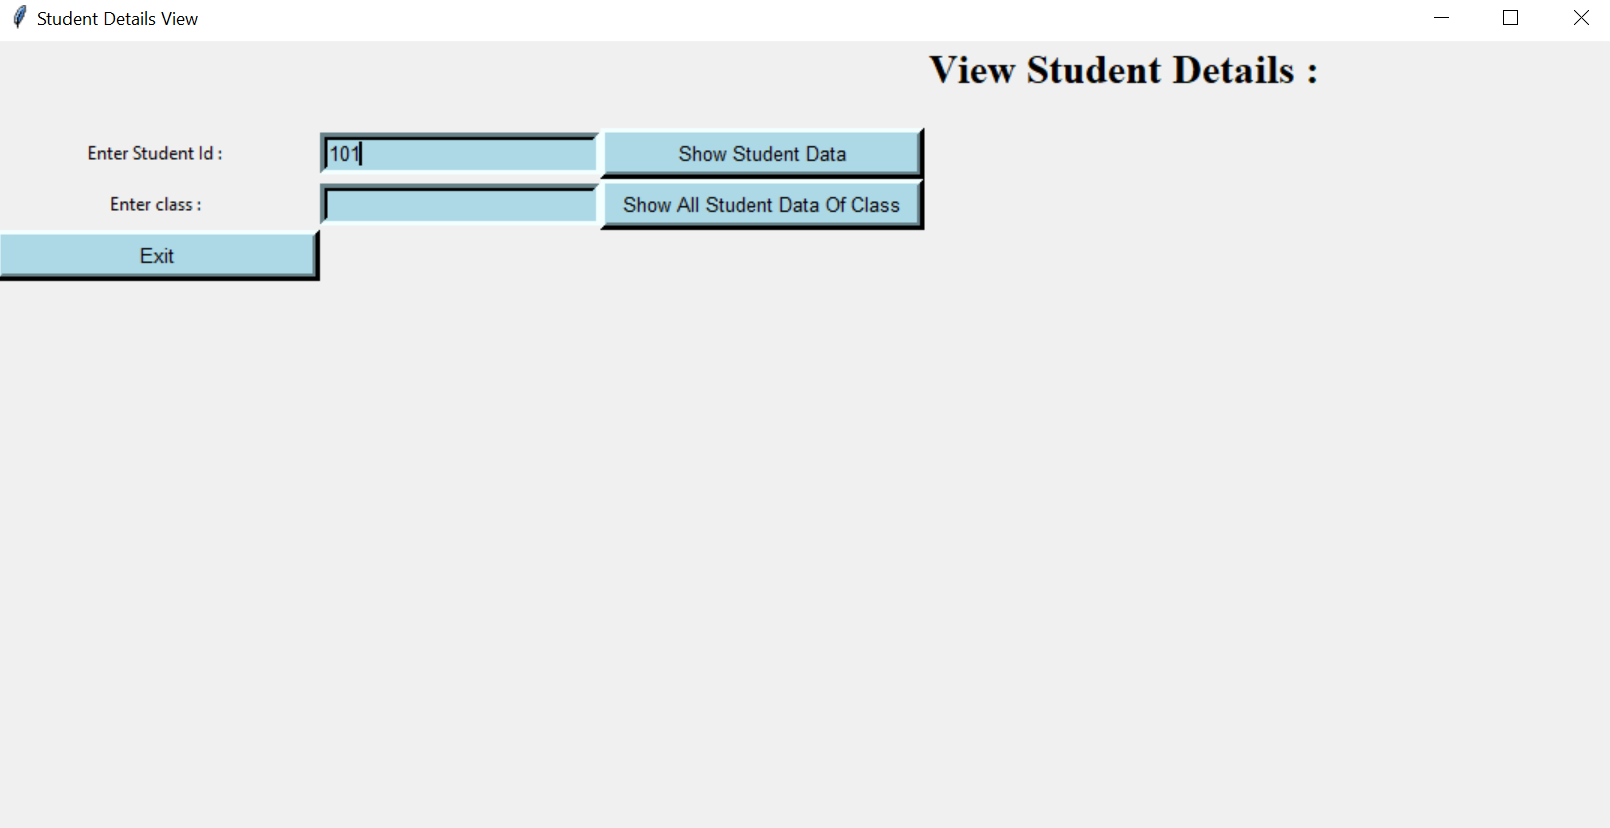 Student Details View
View Student Details :
Enter Student Id :
101
Show Student Data
Enter class :
Show All Student Data Of Class
Exit